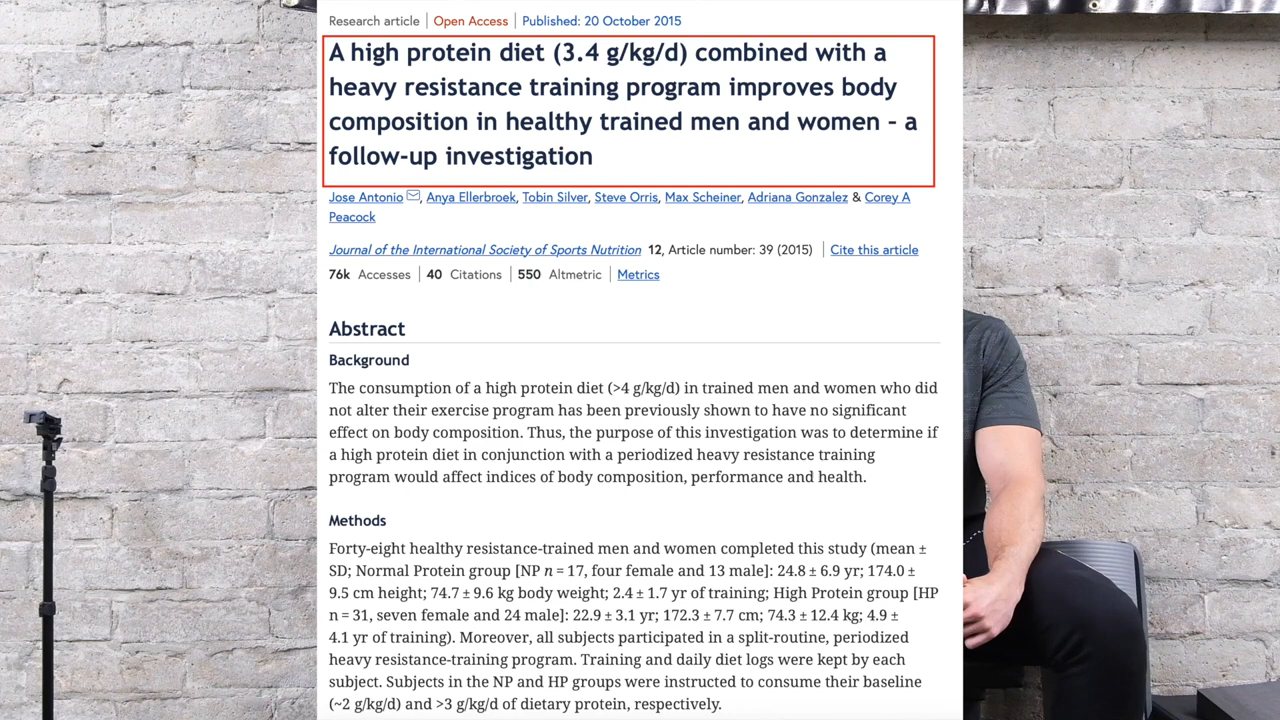 Research article | Open Access | Published: 20 October 2015
A high protein diet (3.4 g/kg/d) combined with a
heavy resistance training program improves body
composition in healthy trained men and women – a
follow-up investigation
Jose Antonio, Anya Ellerbroek, Tobin Silver, Steve Orris, Max Scheiner, Adriana Gonzalez & Corey A
Peacock
Journal of the International Society of Sports Nutrition 12, Article number: 39 (2015) | Cite this article
76k Accesses | 40 Citations | 550 Altmetric | Metrics
Abstract
Background
The consumption of a high protein diet (>4 g/kg/d) in trained men and women who did
not alter their exercise program has been previously shown to have no significant
effect on body composition. Thus, the purpose of this investigation was to determine if
a high protein diet in conjunction with a periodized heavy resistance training
program would affect indices of body composition, performance and health.
Methods
Forty-eight healthy resistance-trained men and women completed this study (mean ±
SD; Normal Protein group [NP n = 17, four female and 13 male]: 24.8 ± 6.9 yr; 174.0 ±
9.5 cm height; 74.7 ± 9.6 kg body weight; 2.4 ± 1.7 yr of training; High Protein group [HP
n = 31, seven female and 24 male]: 22.9 ± 3.1 yr; 172.3 ± 7.7 cm; 74.3 ± 12.4 kg; 4.9 ±
4.1 yr of training). Moreover, all subjects participated in a split-routine, periodized
heavy resistance-training program. Training and daily diet logs were kept by each
subject. Subjects in the NP and HP groups were instructed to consume their baseline
(~2 g/kg/d) and >3 g/kg/d of dietary protein, respectively.